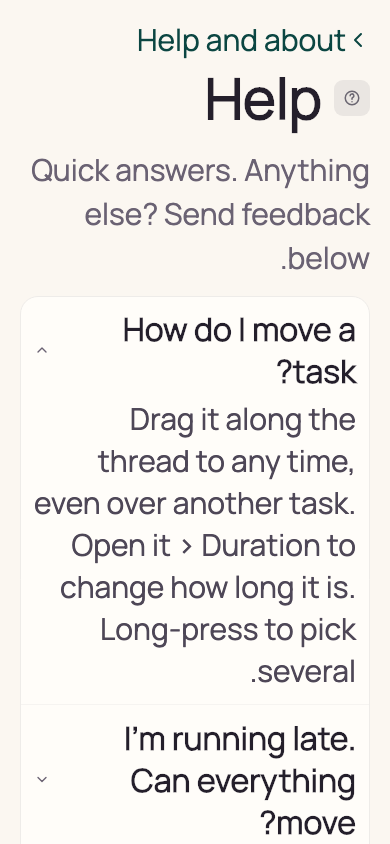 Help and about
Help
Quick answers. Anything
else? Send feedback
.below
How do I move a
?task
Drag it along the
thread to any time,
even over another task.
Open it > Duration to
change how long it is.
Long-press to pick
.several
I'm running late.
Can everything
?move